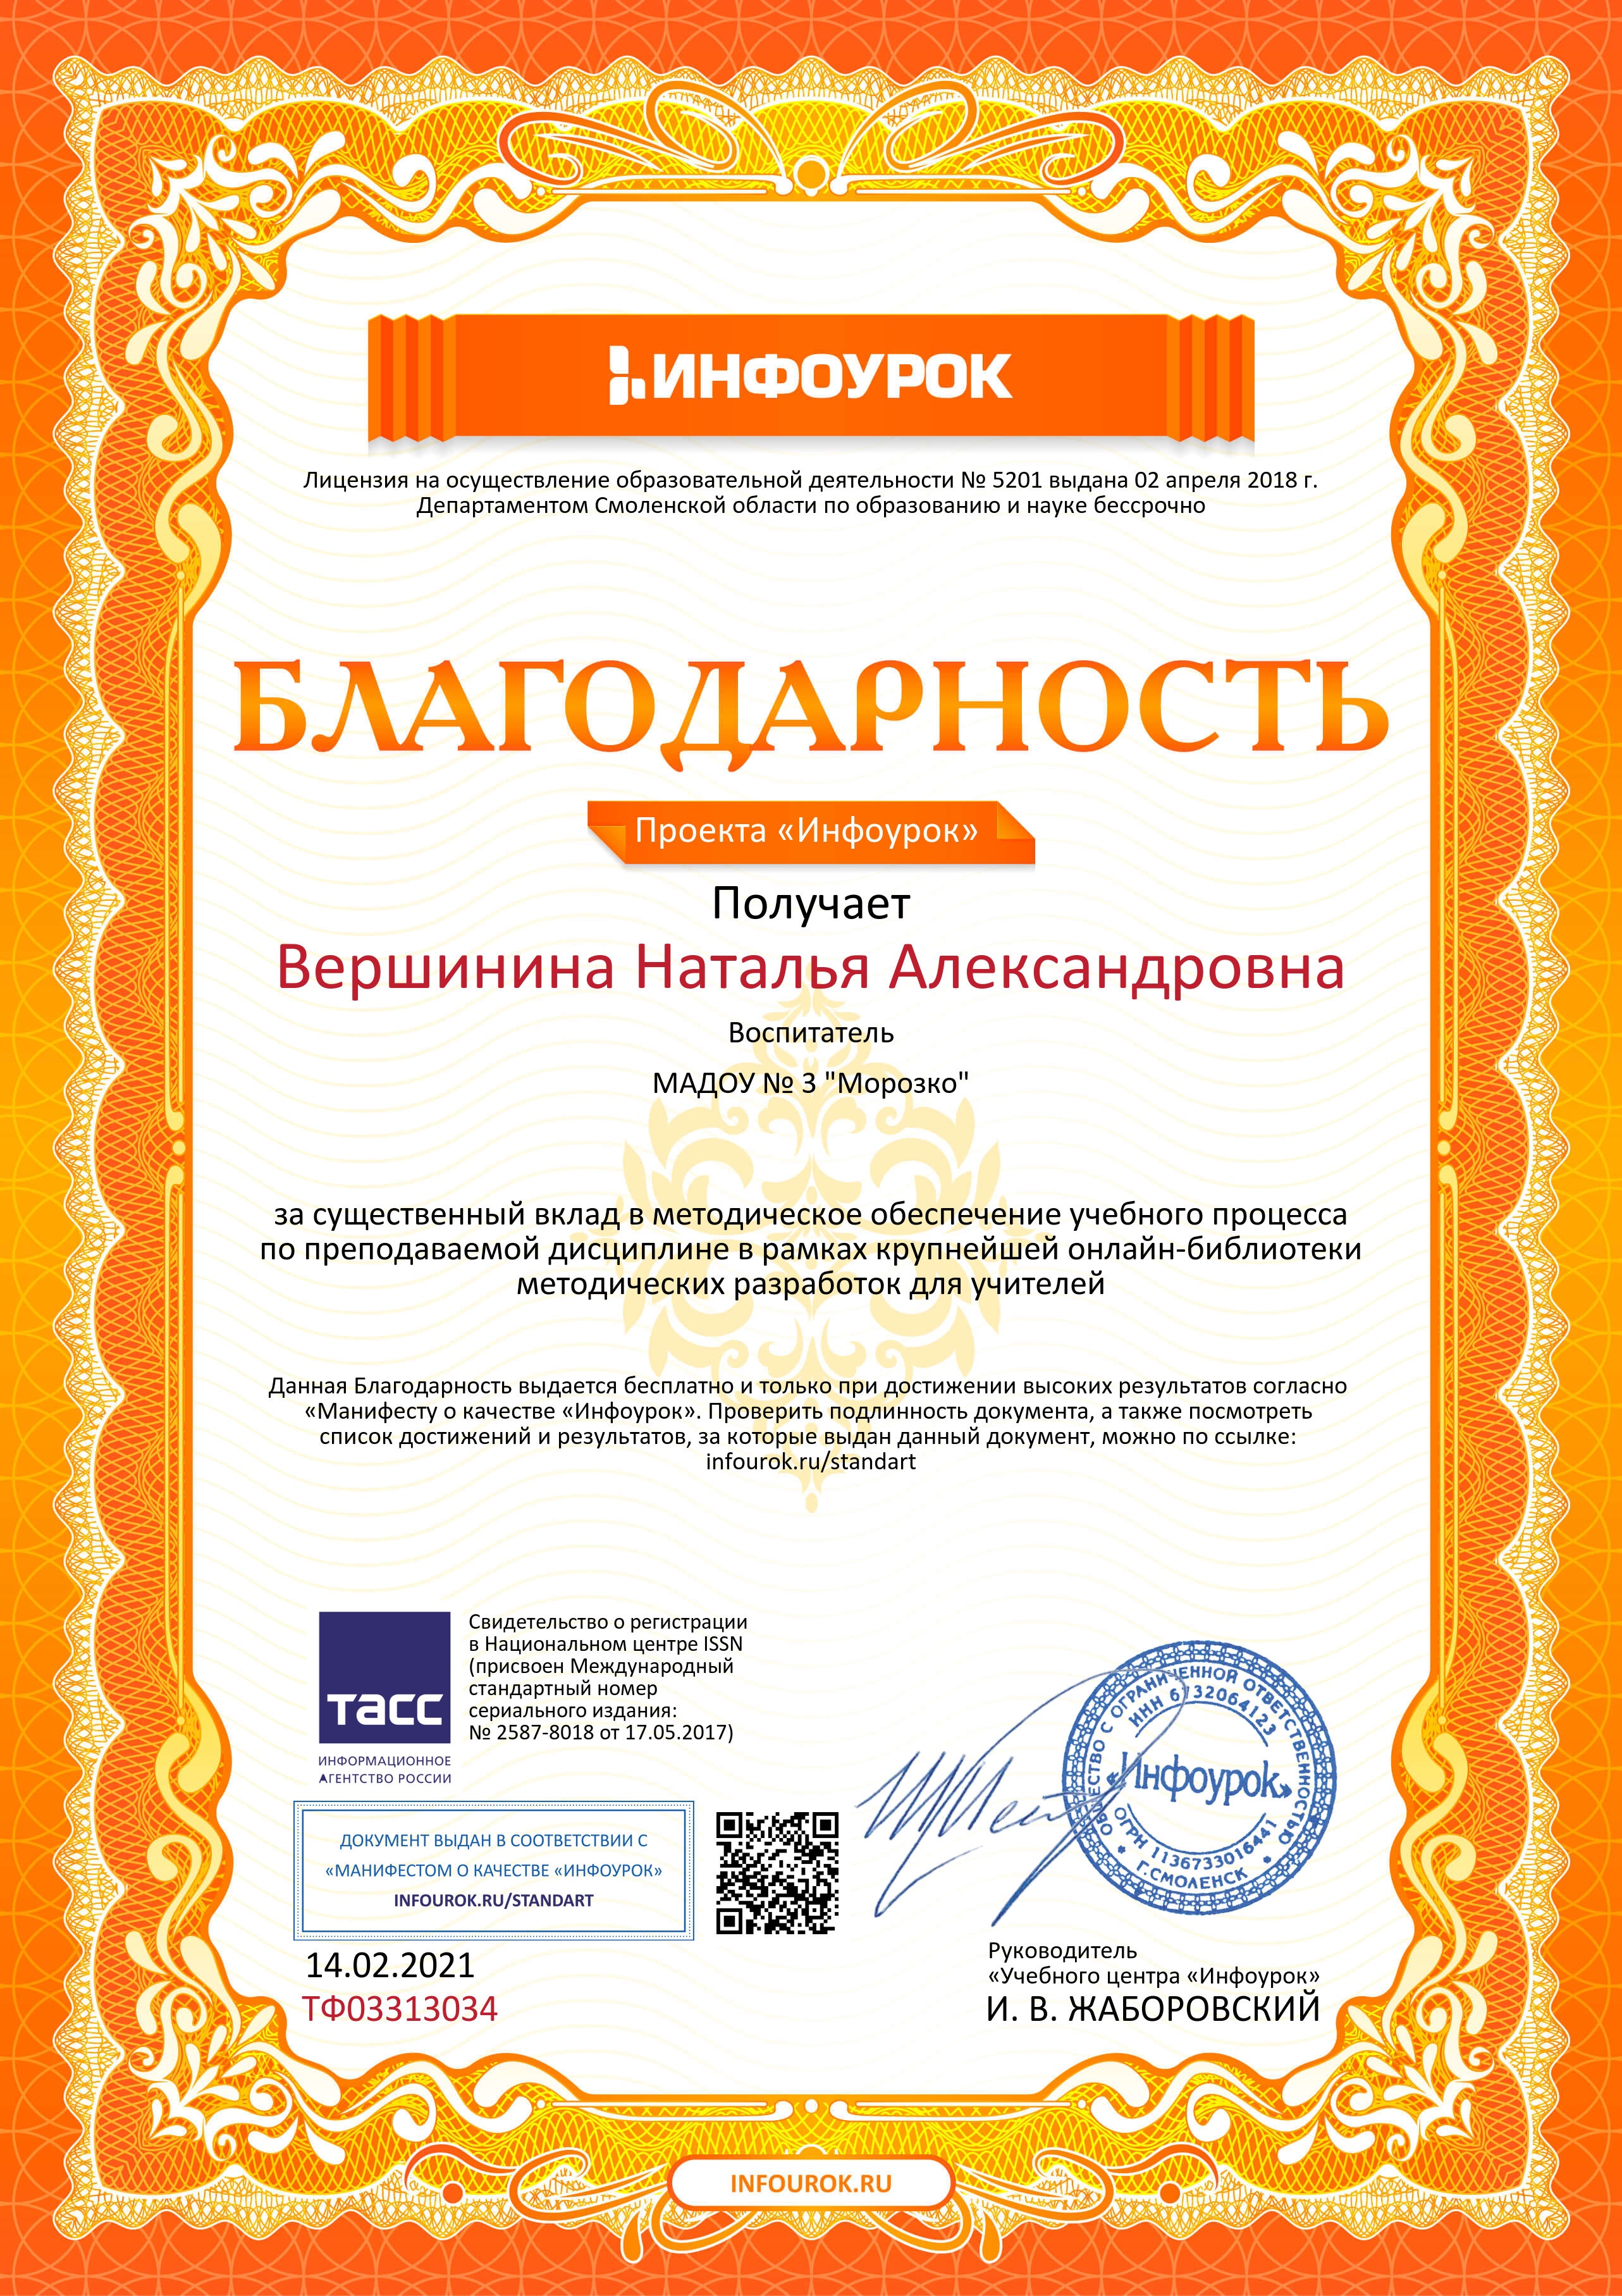 ИНФОУРОК
Лицензия на осуществление образовательной деятельности № 5201 выдана 02 апреля 2018 г.
Департаментом Смоленской области по образованию и науке бессрочно
БЛАГОДАРНОСТЬ
Проекта «Инфоурок»
Получает
Вершинина Наталья Александровна
Воспитатель
МАДОУ № 3 "Морозко"
за существенный вклад в методическое обеспечение учебного процесса
по преподаваемой дисциплине в рамках крупнейшей онлайн-библиотеки
методических разработок для учителей
Данная Благодарность выдается бесплатно и только при достижении высоких результатов согласно
«Манифесту о качестве «Инфоурок». Проверить подлинность документа, а также посмотреть
список достижений и результатов, за которые выдан данный документ, можно по ссылке:
infourok.ru/standart
ТАСС
ИНФОРМАЦИОННОЕ
АГЕНТСТВО РОССИИ
Свидетельство о регистрации
в Национальном центре ISSN
(присвоен Международный
стандартный номер
сериального издания:
№ 2587-8018 от 17.05.2017)
ДОКУМЕНТ ВЫДАН В СООТВЕТСТВИИ С
«МАНИФЕСТОМ О КАЧЕСТВЕ «ИНФОУРОК»
INFOUROK.RU/STANDART
14.02.2021
ТФ03313034
ОБЩЕСТВО С ОГРАНИЧЕННОЙ ОТВЕТСТВЕННОСТЬЮ
ИНН 6732064123
«Инфоурок»
ОГРН 1136733016441
Г.СМОЛЕНСК
Руководитель
«Учебного центра «Инфоурок»
И. В. ЖАБОРОВСКИЙ
INFOUROK.RU